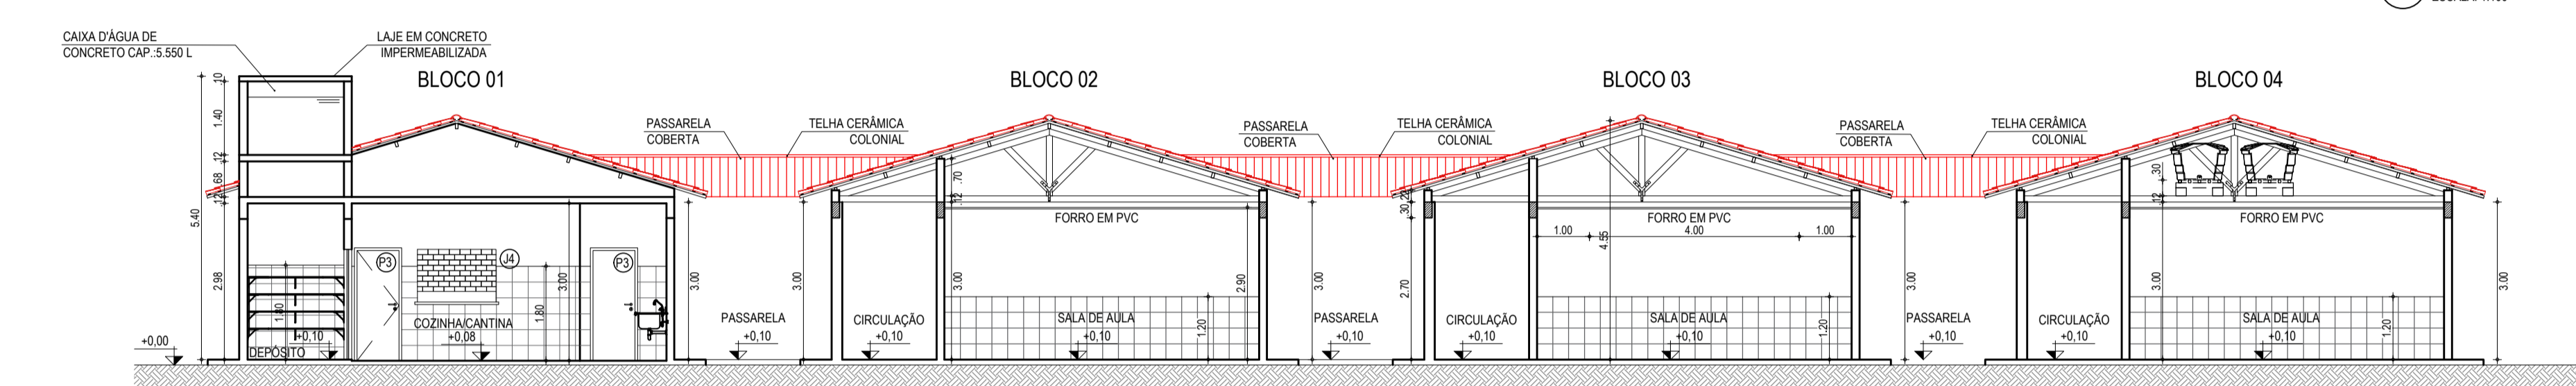 CAIXA D'ÁGUA DE
CONCRETO CAP.:5.550 L
LAJE EM CONCRETO
IMPERMEABILIZADA
BLOCO 01
BLOCO 02
BLOCO 03
BLOCO 04
PASSARELA
COBERTA
TELHA CERÂMICA
COLONIAL
PASSARELA
COBERTA
TELHA CERÂMICA
COLONIAL
PASSARELA
COBERTA
TELHA CERÂMICA
COLONIAL
.10
1.40
.12
.68
.12
5.40
2.98
+0,00
1.80
+0,10
DEPÓSITO
P3
J4
COZINHA/CANTINA
+0,08
1.80
3.00
P3
3.00
PASSARELA
+0,10
3.00
CIRCULAÇÃO
+0,10
.70
.12
3.00
FORRO EM PVC
SALA DE AULA
+0,10
1.20
2.90
3.00
PASSARELA
+0,10
.30
2.70
CIRCULAÇÃO
+0,10
FORRO EM PVC
1.00
4.55
4.00
1.00
SALA DE AULA
+0,10
1.20
3.00
PASSARELA
+0,10
CIRCULAÇÃO
+0,10
.30
.12
3.00
FORRO EM PVC
SALA DE AULA
+0,10
1.20
3.00